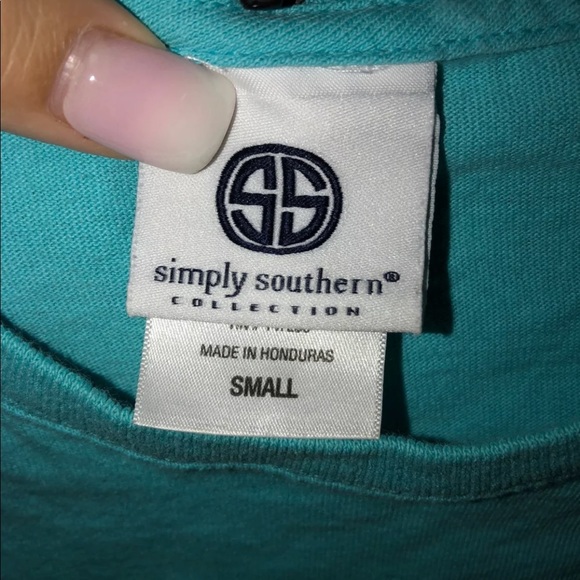 SS
simply southern®
COLLECTION
MADE IN HONDURAS
SMALL